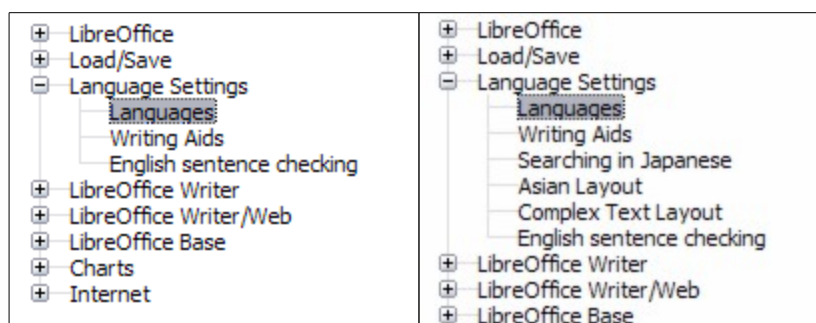 LibreOffice
Load/Save
Language Settings
Languages
Writing Aids
English sentence checking
LibreOffice Writer
LibreOffice Writer/Web
LibreOffice Base
Charts
Internet
LibreOffice
Load/Save
Language Settings
Languages
Writing Aids
Searching in Japanese
Asian Layout
Complex Text Layout
English sentence checking
LibreOffice Writer
LibreOffice Writer/Web
LibreOffice Base